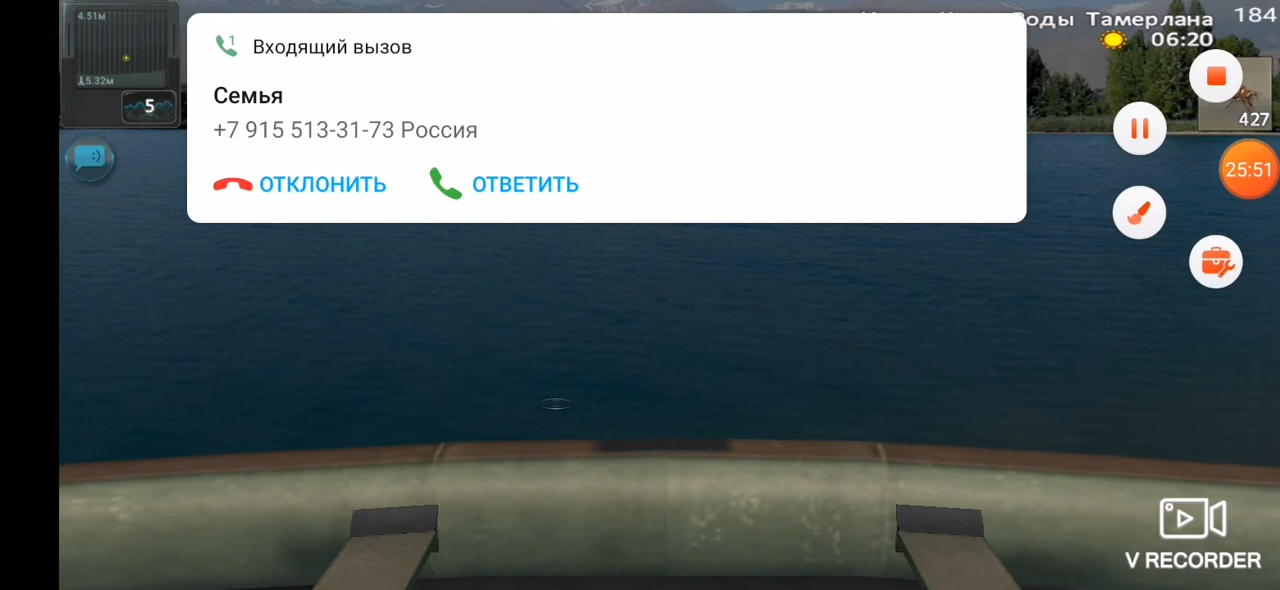 4.51м
5.32м
5
Входящий вызов
Семья
+7 915 513-31-73 Россия
ОТКЛОНИТЬ
ОТВЕТИТЬ
Воды Тамерлана
184
06:20
427
25:51
V RECORDER